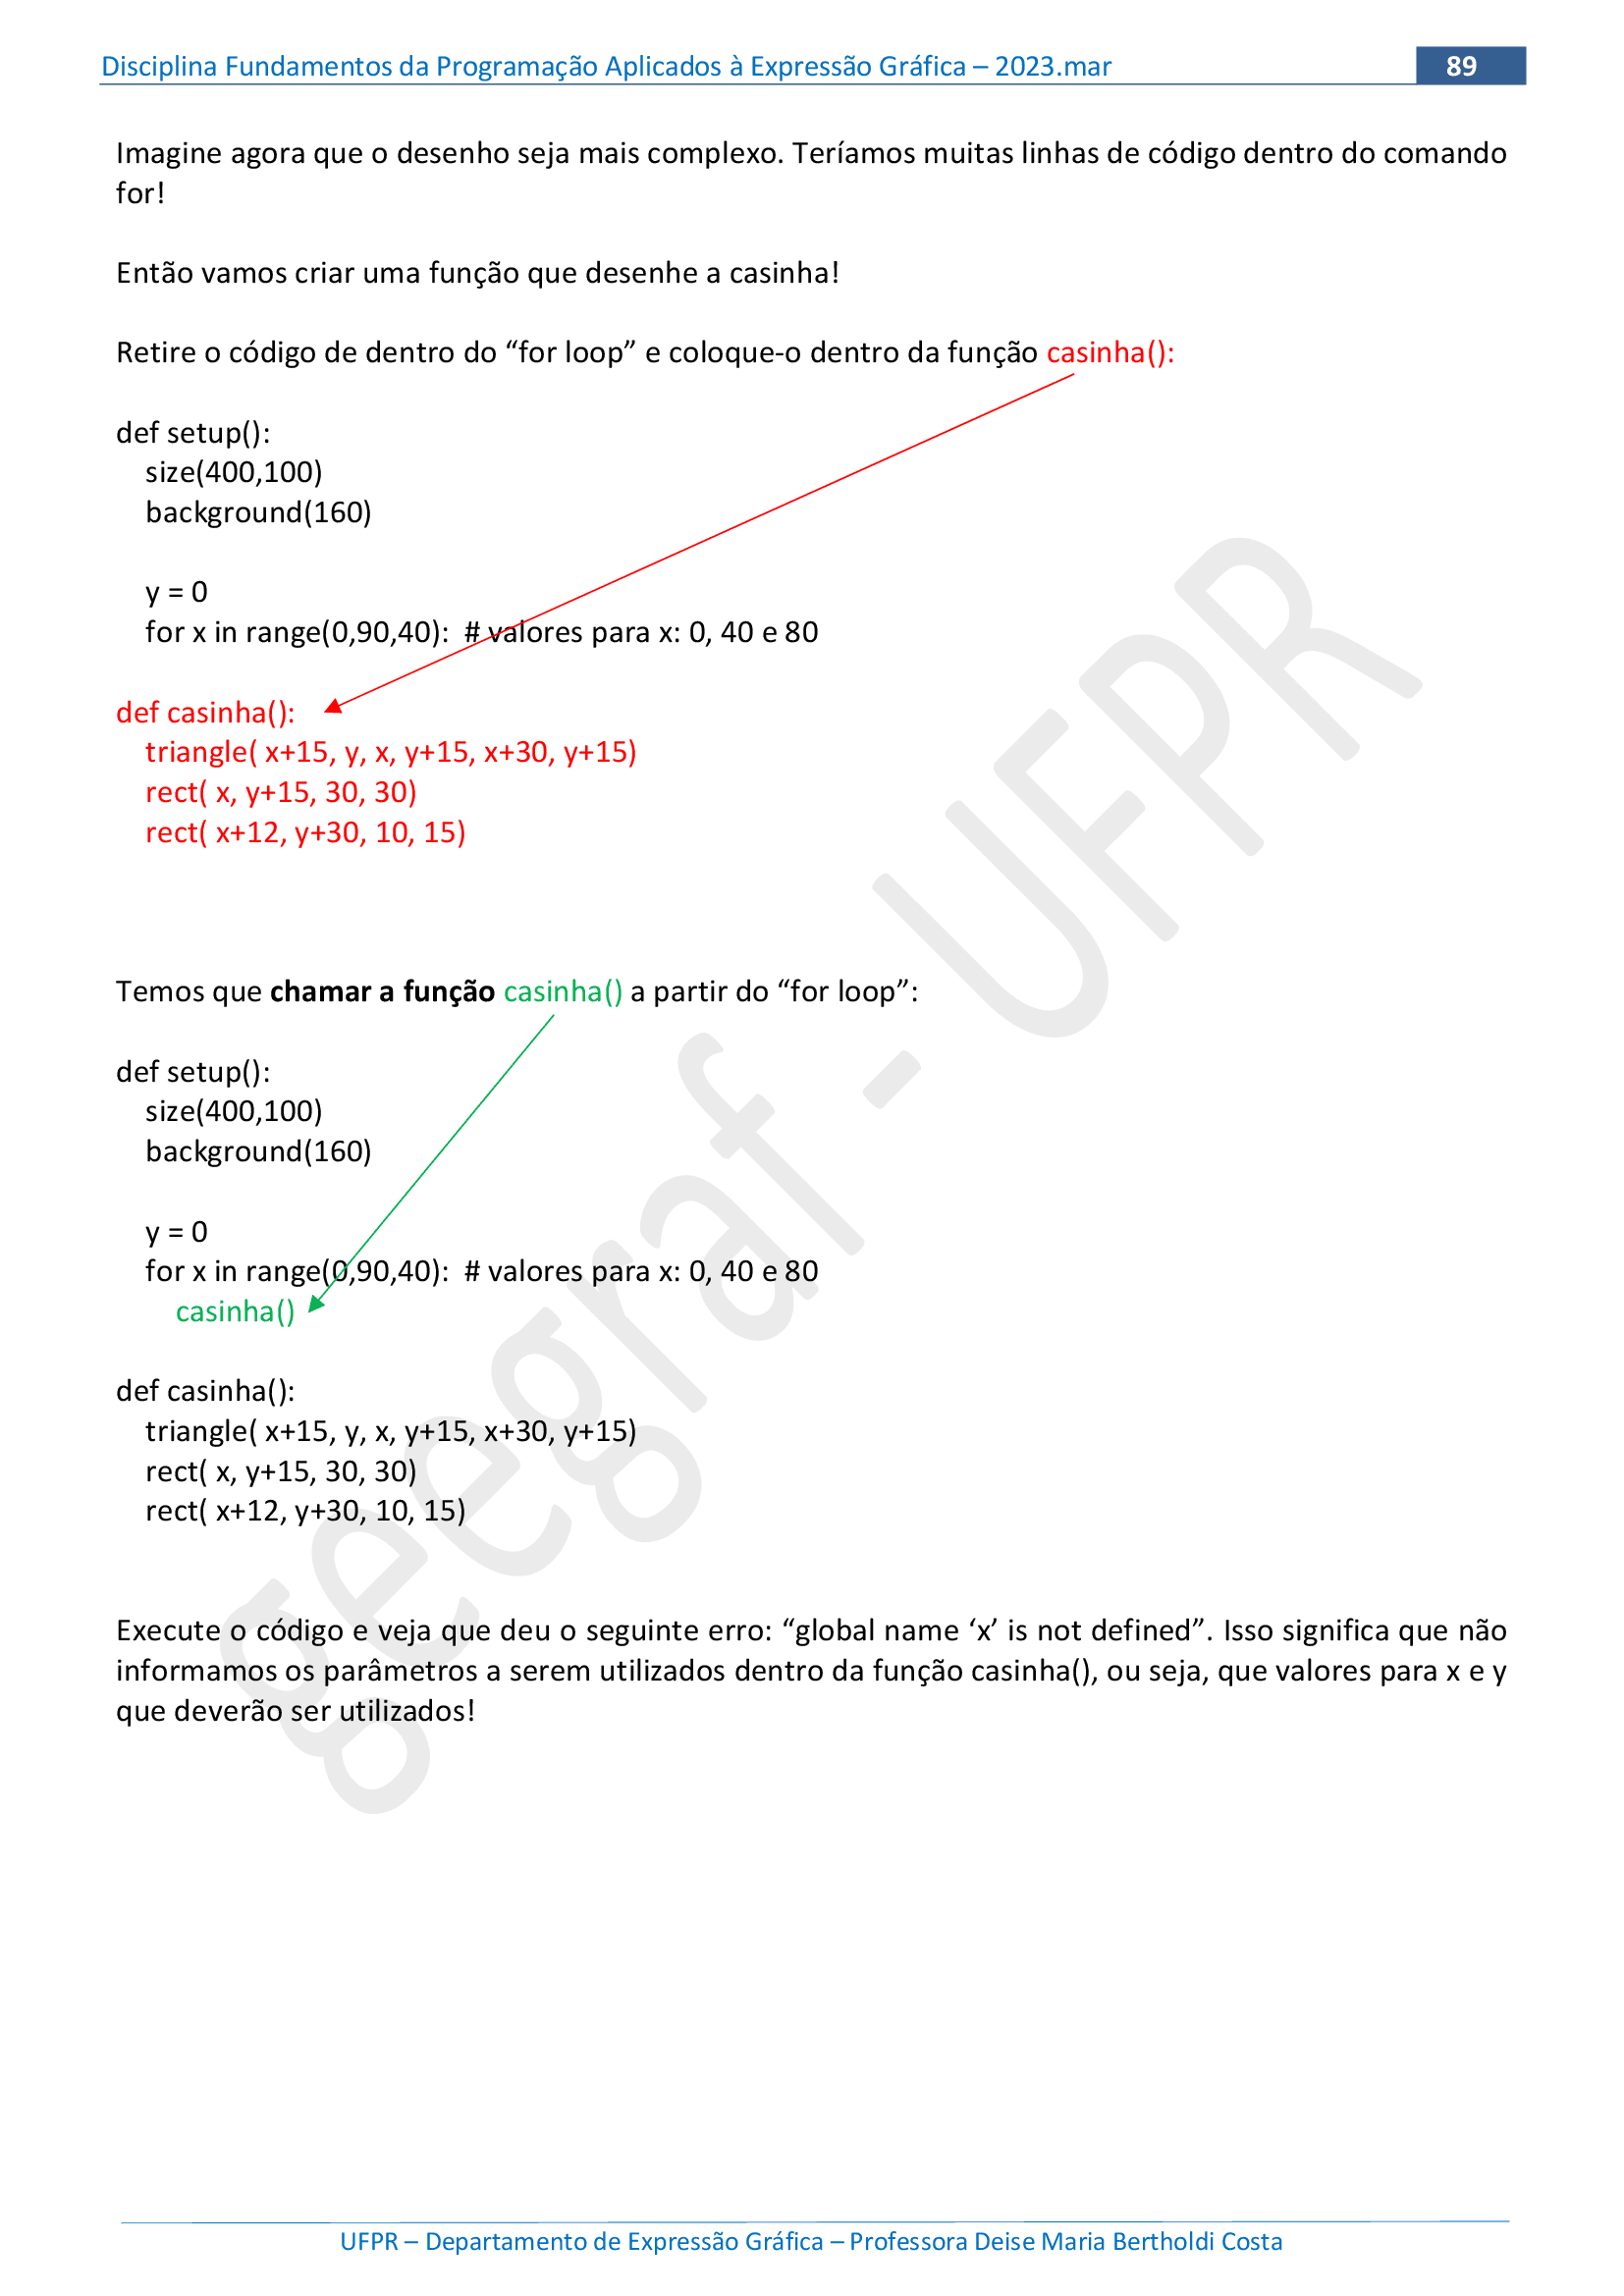 Disciplina Fundamentos da Programação Aplicados à Expressão Gráfica – 2023.mar 89
Imagine agora que o desenho seja mais complexo. Teríamos muitas linhas de código dentro do comando
for!
Então vamos criar uma função que desenhe a casinha!
Retire o código de dentro do “for loop” e coloque-o dentro da função casinha():
def setup():
size(400,100)
background(160)
y = 0
for x in range(0,90,40):  # valores para x: 0, 40 e 80
def casinha():
triangle( x+15, y, x, y+15, x+30, y+15)
rect( x, y+15, 30, 30)
rect( x+12, y+30, 10, 15)
Temos que chamar a função casinha() a partir do “for loop”:
def setup():
size(400,100)
background(160)
y = 0
for x in range(0,90,40):  # valores para x: 0, 40 e 80
casinha()
def casinha():
triangle( x+15, y, x, y+15, x+30, y+15)
rect( x, y+15, 30, 30)
rect( x+12, y+30, 10, 15)
Execute o código e veja que deu o seguinte erro: “global name ‘x’ is not defined”. Isso significa que não
informamos os parâmetros a serem utilizados dentro da função casinha(), ou seja, que valores para x e y
que deverão ser utilizados!
geegraf - UFPR
UFPR – Departamento de Expressão Gráfica – Professora Deise Maria Bertholdi Costa